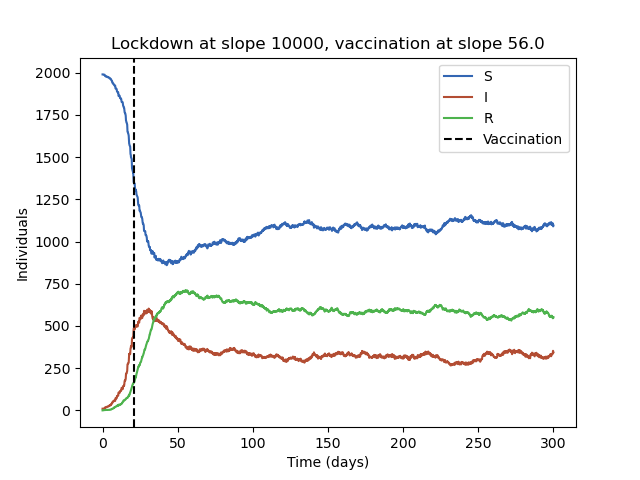 Lockdown at slope 10000, vaccination at slope 56.0
2000
1750
1500
1250
1000
750
500
250
0
Individuals
S
I
R
Vaccination
0
50
100
150
200
250
300
Time (days)